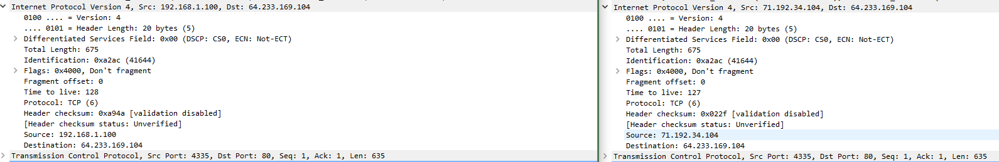 Internet Protocol Version 4, Src: 192.168.1.100, Dst: 64.233.169.104
0100 .... = Version: 4
.... 0101 = Header Length: 20 bytes (5)
Differentiated Services Field: 0x00 (DSCP: CS0, ECN: Not-ECT)
Total Length: 675
Identification: 0xa2ac (41644)
Flags: 0x4000, Don't fragment
Fragment offset: 0
Time to live: 128
Protocol: TCP (6)
Header checksum: 0xa94a [validation disabled]
[Header checksum status: Unverified]
Source: 192.168.1.100
Destination: 64.233.169.104
Transmission Control Protocol, Src Port: 4335, Dst Port: 80, Seq: 1, Ack: 1, Len: 635
Internet Protocol Version 4, Src: 71.192.34.104, Dst: 64.233.169.104
0100 .... = Version: 4
.... 0101 = Header Length: 20 bytes (5)
Differentiated Services Field: 0x00 (DSCP: CS0, ECN: Not-ECT)
Total Length: 675
Identification: 0xa2ac (41644)
Flags: 0x4000, Don't fragment
Fragment offset: 0
Time to live: 127
Protocol: TCP (6)
Header checksum: 0x022f [validation disabled]
[Header checksum status: Unverified]
Source: 71.192.34.104
Destination: 64.233.169.104
Transmission Control Protocol, Src Port: 4335, Dst Port: 80, Seq: 1, Ack: 1, Len: 635